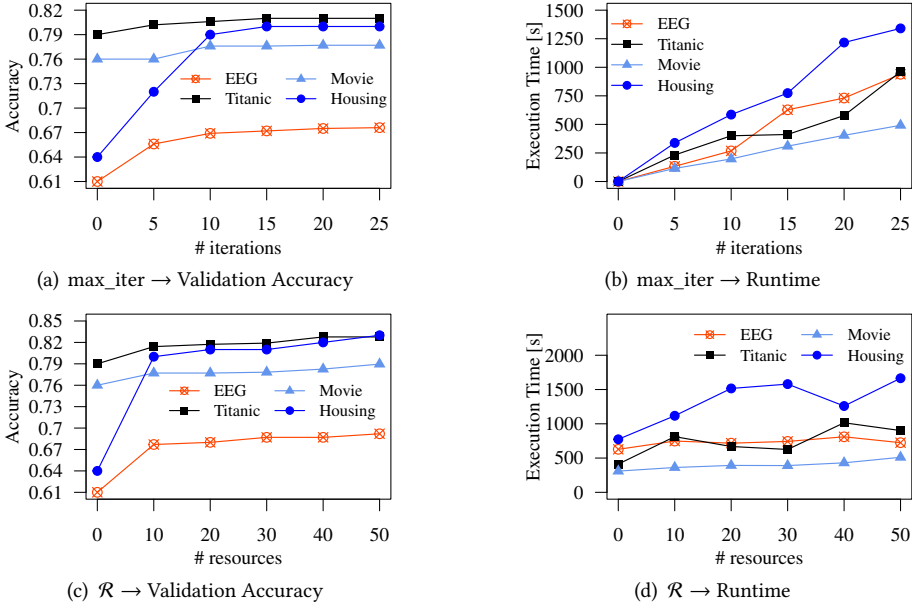 0.82
0.79
0.76
0.73
0.7
0.67
0.64
0.61
Accuracy
EEG
Titanic
Movie
Housing
0 5 10 15 20 25
# iterations
(a) max_iter → Validation Accuracy
1500
1250
1000
750
500
250
0
Execution Time [s]
EEG
Titanic
Movie
Housing
0 5 10 15 20 25
# iterations
(b) max_iter → Runtime
0.85
0.82
0.79
0.76
0.73
0.7
0.67
0.64
0.61
Accuracy
EEG
Titanic
Movie
Housing
0 10 20 30 40 50
# resources
(c) ℛ → Validation Accuracy
2000
1500
1000
500
0
Execution Time [s]
EEG
Titanic
Movie
Housing
0 10 20 30 40 50
# resources
(d) ℛ → Runtime